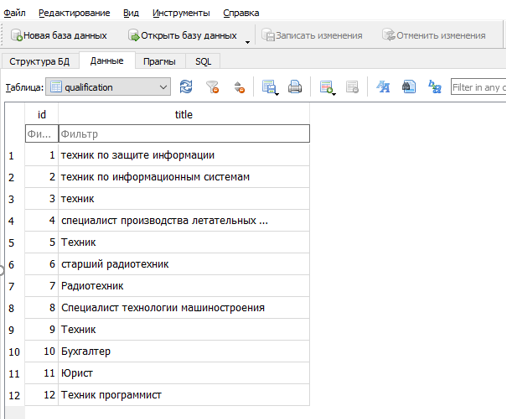 Файл Редактирование Вид Инструменты Справка
Новая база данных Открыть базу данных Записать изменения Отменить изменения
Структура БД Данные Прагмы SQL
Таблица: qualification Filter in any c
id title
Фи... Фильтр
1 1 техник по защите информации
2 2 техник по информационным системам
3 3 техник
4 4 специалист производства летательных ...
5 5 Техник
6 6 старший радиотехник
7 7 Радиотехник
8 8 Специалист технологии машиностроения
9 9 Техник
10 10 Бухгалтер
11 11 Юрист
12 12 Техник программист